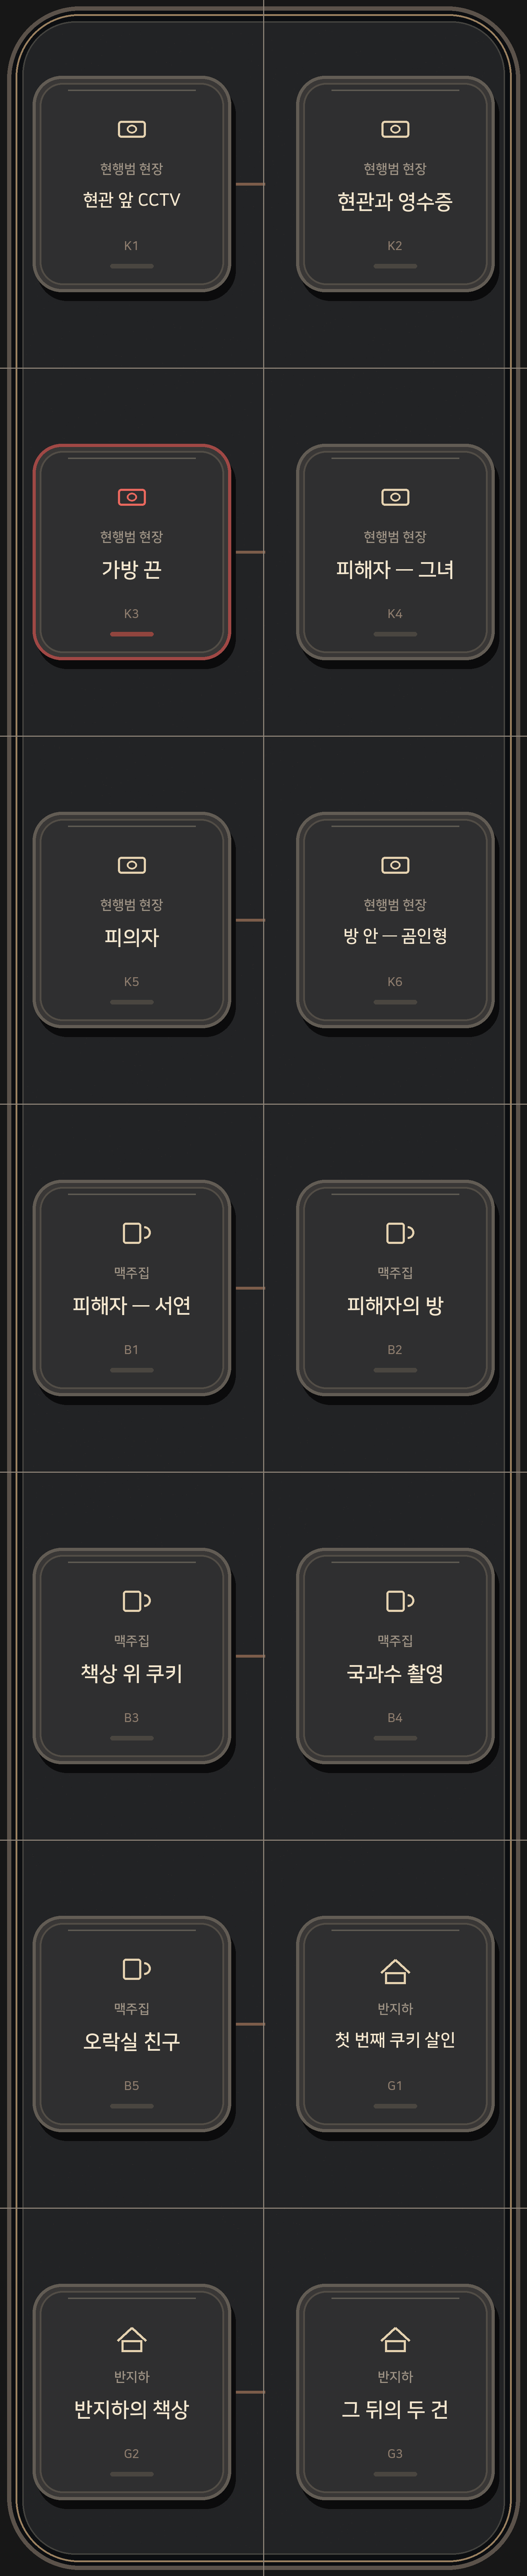 현행범 현장
현관 앞 CCTV
K1
현행범 현장
현관과 영수증
K2
현행범 현장
가방 끈
K3
현행범 현장
피해자 — 그녀
K4
현행범 현장
피의자
K5
현행범 현장
방 안 — 곰인형
K6
맥주집
피해자 — 서연
B1
맥주집
피해자의 방
B2
맥주집
책상 위 쿠키
B3
맥주집
국과수 촬영
B4
맥주집
오락실 친구
B5
반지하
첫 번째 쿠키 살인
G1
반지하
반지하의 책상
G2
반지하
그 뒤의 두 건
G3